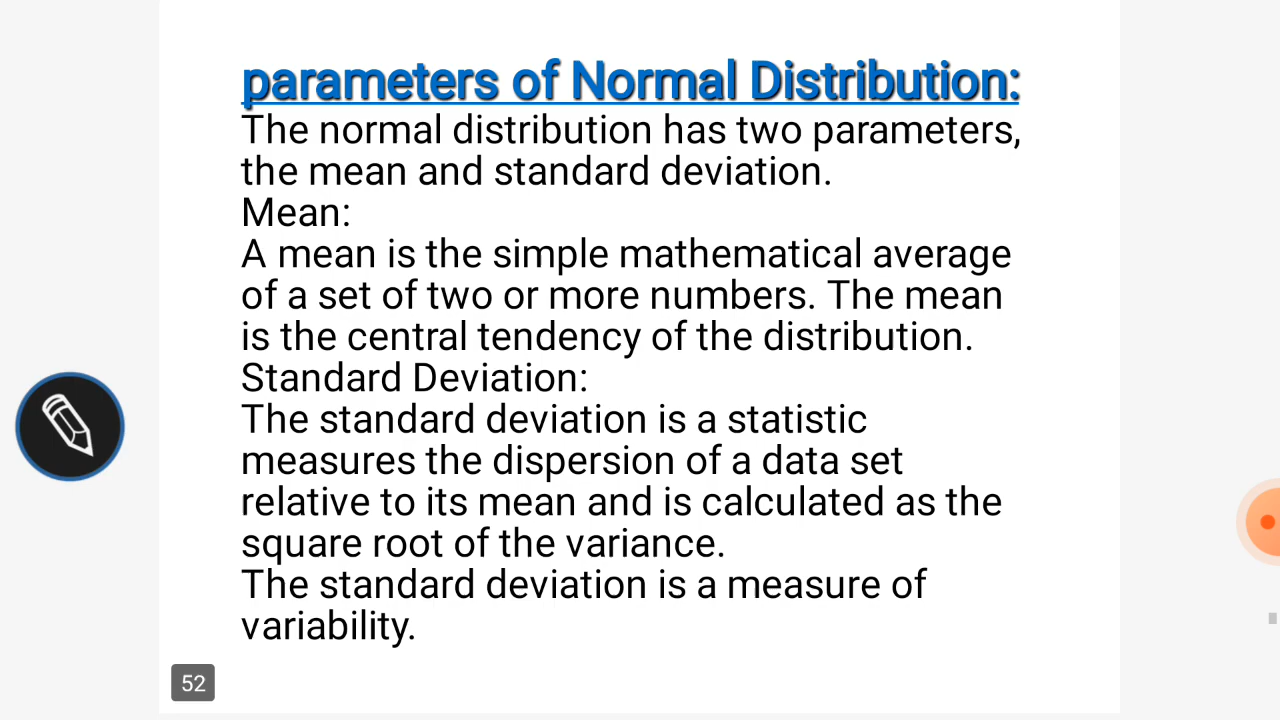 parameters of Normal Distribution:
The normal distribution has two parameters,
the mean and standard deviation.
Mean:
A mean is the simple mathematical average
of a set of two or more numbers. The mean
is the central tendency of the distribution.
Standard Deviation:
The standard deviation is a statistic
measures the dispersion of a data set
relative to its mean and is calculated as the
square root of the variance.
The standard deviation is a measure of
variability.
52